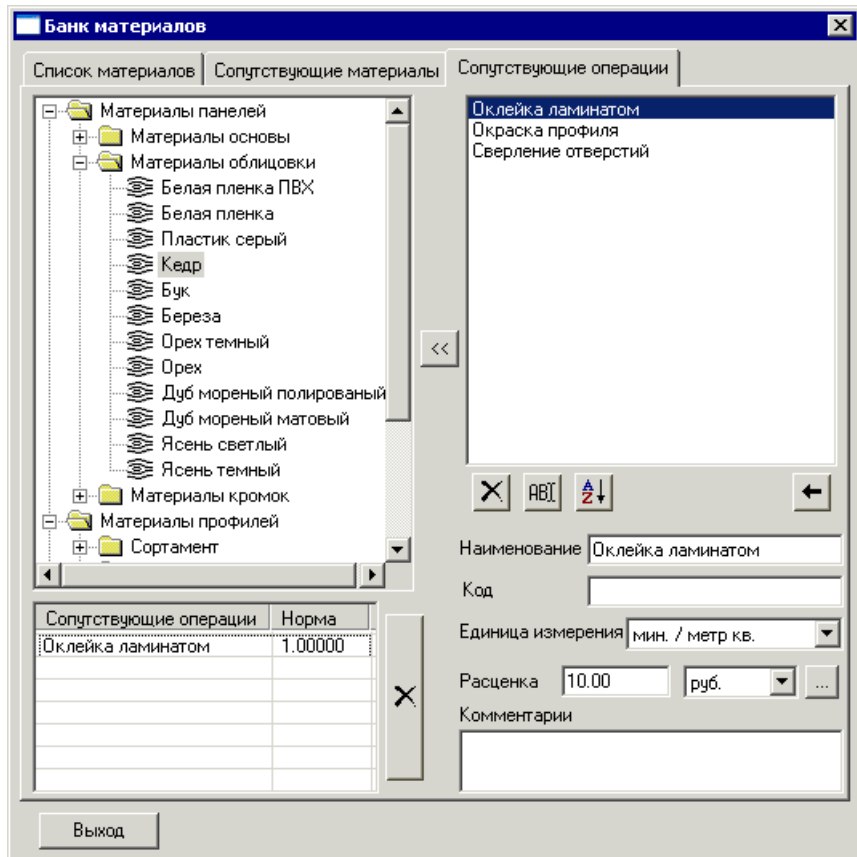 Банк материалов
Список материалов
Сопутствующие материалы
Сопутствующие операции
Материалы панелей
Материалы основы
Материалы облицовки
Белая пленка ПВХ
Белая пленка
Пластик серый
Кедр
Бук
Береза
Орех темный
Орех
Дуб мореный полированый
Дуб мореный матовый
Ясень светлый
Ясень темный
Материалы кромок
Материалы профилей
Сортамент
<<
Оклейка ламинатом
Окраска профиля
Сверление отверстий
ABI
AZ
Наименование Оклейка ламинатом
Код
Единица измерения мин. / метр кв.
Расценка 10.00 руб. ...
Комментарии
Сопутствующие операции Норма
Оклейка ламинатом 1.00000
Выход